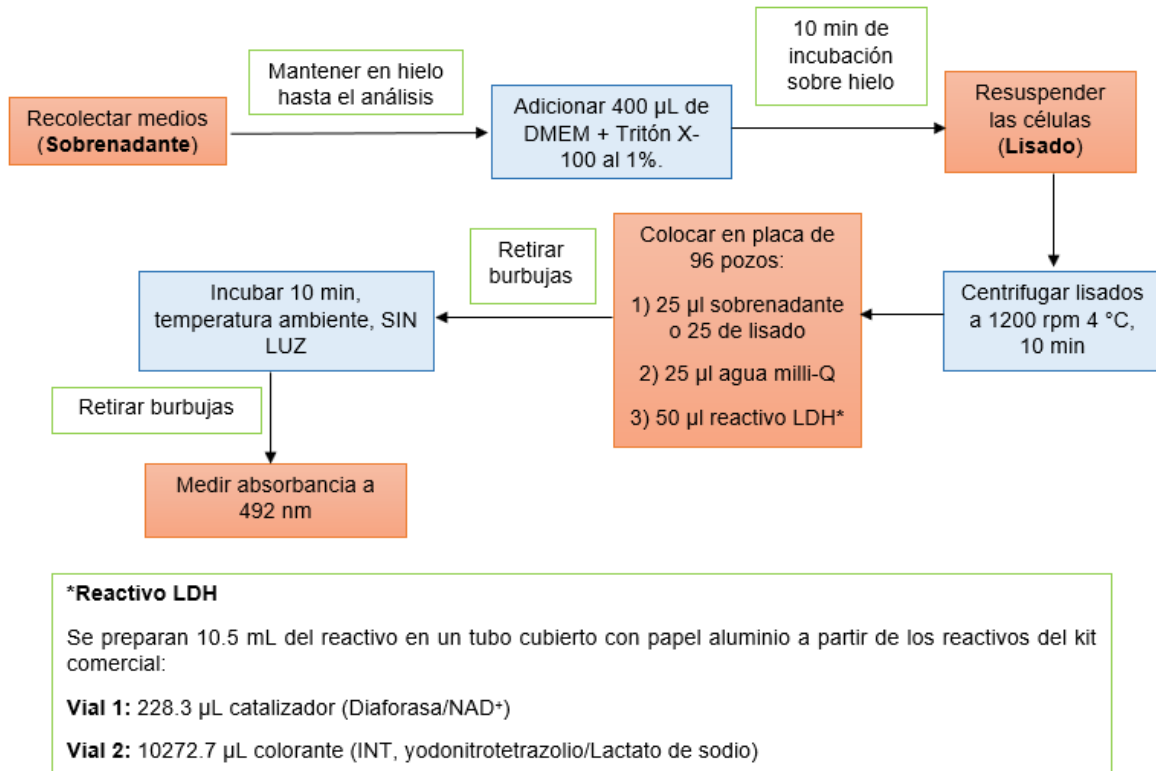 Recolectar medios
(Sobrenadante)
Mantener en hielo
hasta el análisis
Adicionar 400 µL de
DMEM + Tritón X-
100 al 1%.
10 min de
incubación
sobre hielo
Resuspender
las células
(Lisado)
Centrifugar lisados
a 1200 rpm 4 °C,
10 min
Colocar en placa de
96 pozos:
1) 25 µl sobrenadante
o 25 de lisado
2) 25 µl agua milli-Q
3) 50 µl reactivo LDH*
Retirar
burbujas
Incubar 10 min,
temperatura ambiente, SIN
LUZ
Retirar burbujas
Medir absorbancia a
492 nm
*Reactivo LDH
Se preparan 10.5 mL del reactivo en un tubo cubierto con papel aluminio a partir de los reactivos del kit
comercial:
Vial 1: 228.3 µL catalizador (Diaforasa/NAD⁺)
Vial 2: 10272.7 µL colorante (INT, yodonitrotetrazolio/Lactato de sodio)